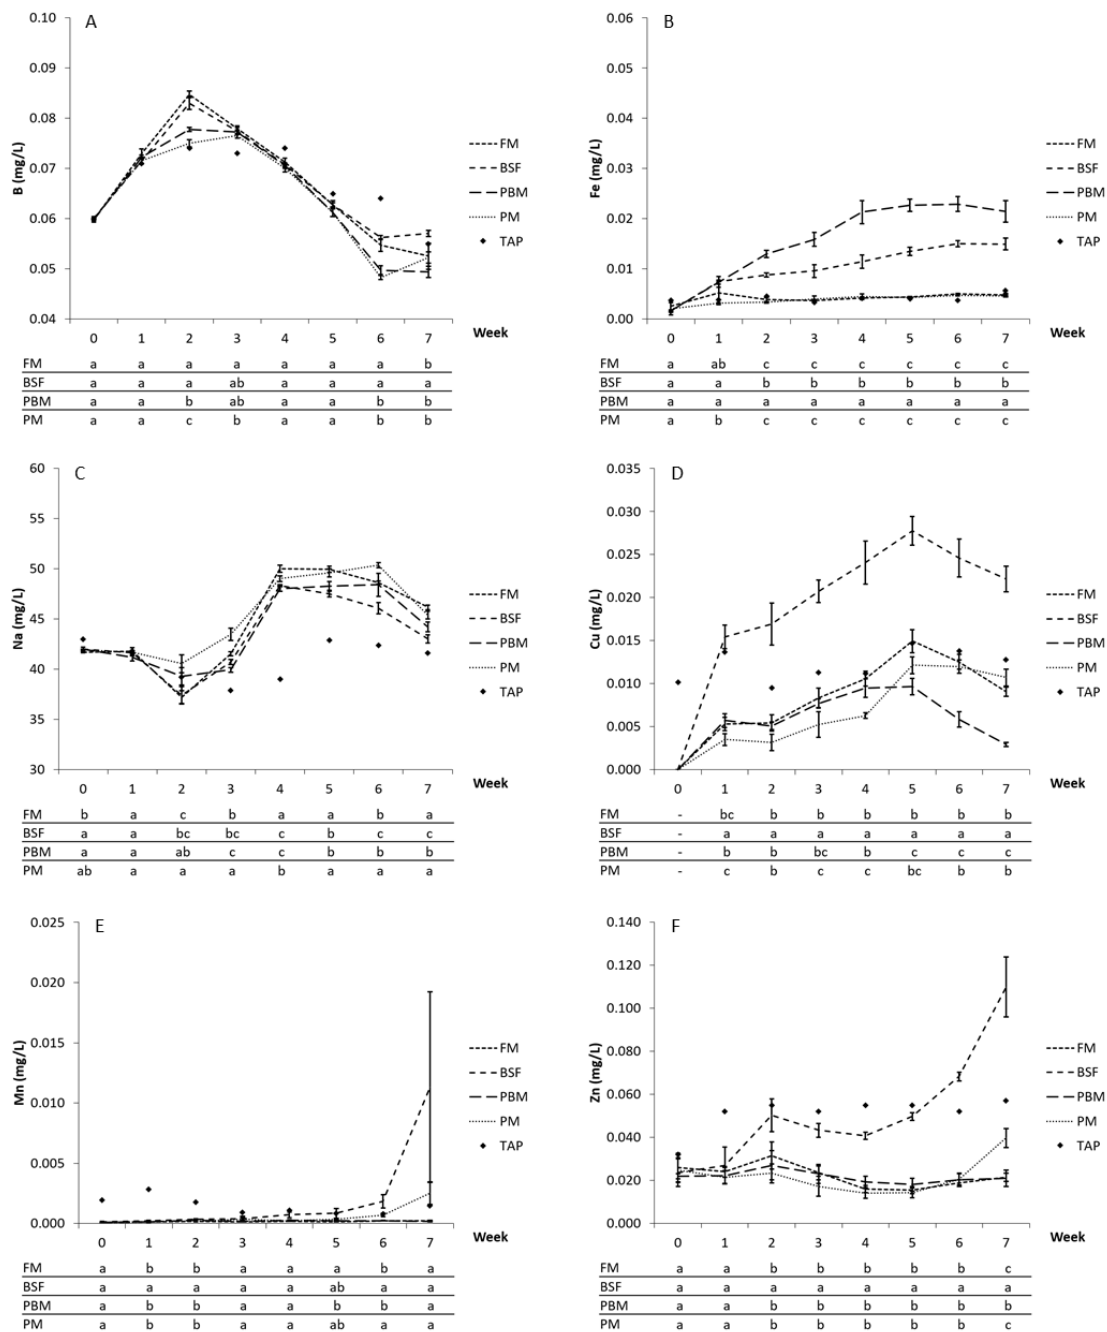 A
B (mg/L)
0.10
0.09
0.08
0.07
0.06
0.05
0.04
0 1 2 3 4 5 6 7 Week
FM
BSF
PBM
PM
TAP
FM a a a a a a a b
BSF a a a ab a a a a
PBM a a b ab a a b b
PM a a c b a a b b
B
Fe (mg/L)
0.06
0.05
0.04
0.03
0.02
0.01
0.00
0 1 2 3 4 5 6 7 Week
FM
BSF
PBM
PM
TAP
FM a ab c c c c c c
BSF a a b b b b b b
PBM a a a a a a a a
PM a b c c c c c c
C
Na (mg/L)
60
55
50
45
40
35
30
0 1 2 3 4 5 6 7 Week
FM
BSF
PBM
PM
TAP
FM b a c b a a b a
BSF a a bc bc c b c c
PBM a a ab c c b b b
PM ab a a a b a a a
D
Cu (mg/L)
0.035
0.030
0.025
0.020
0.015
0.010
0.005
0.000
0 1 2 3 4 5 6 7 Week
FM
BSF
PBM
PM
TAP
FM - bc b b b b b b
BSF - a a a a a a a
PBM - b b bc b c c c
PM - c b c c bc b b
E
Mn (mg/L)
0.025
0.020
0.015
0.010
0.005
0.000
0 1 2 3 4 5 6 7 Week
FM
BSF
PBM
PM
TAP
FM a b b a a a b a
BSF a a a a a ab a a
PBM a b b a a b b a
PM a b b a a ab a a
F
Zn (mg/L)
0.140
0.120
0.100
0.080
0.060
0.040
0.020
0.000
0 1 2 3 4 5 6 7 Week
FM
BSF
PBM
PM
TAP
FM a a b b b b b c
BSF a a a a a a a a
PBM a a b b b b b b
PM a a b b b b b c